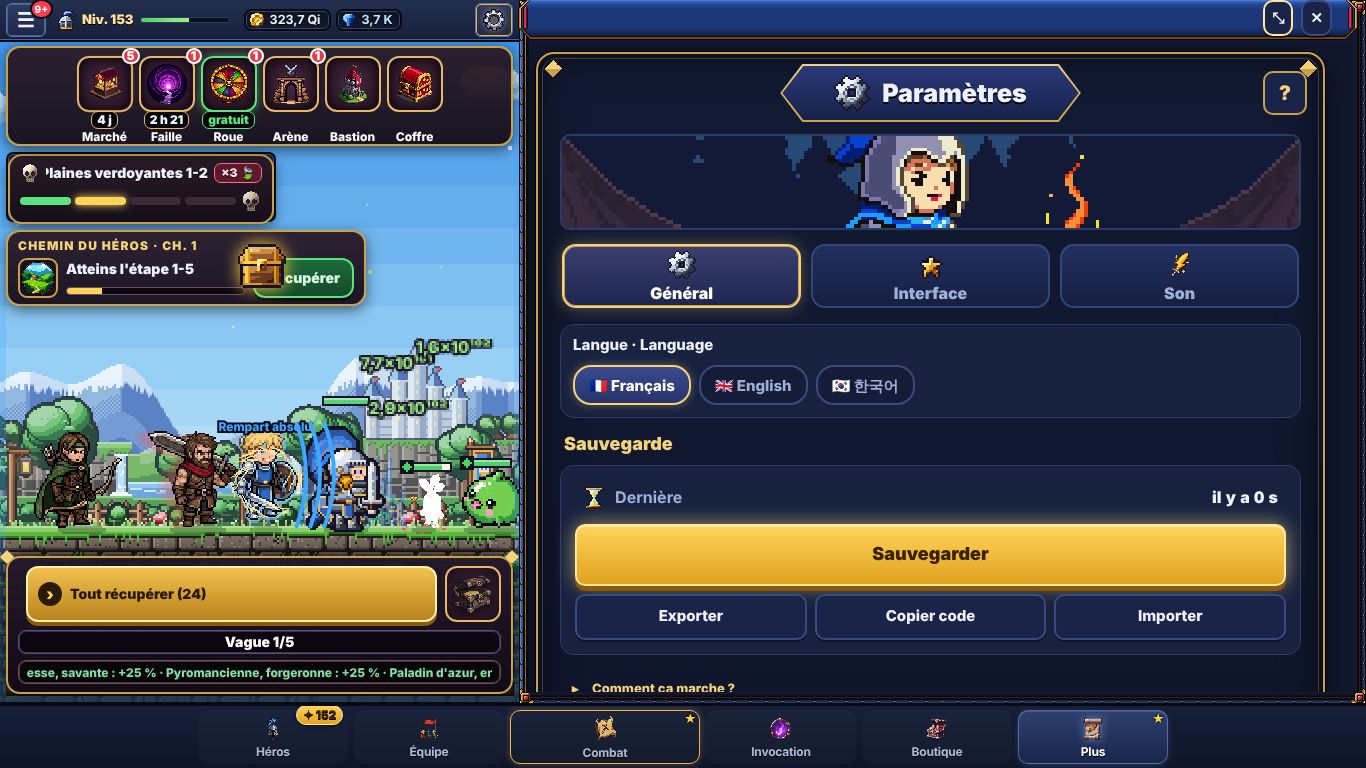 9+
Niv. 153
323,7 Qi
3,7 K
5
1
1
1
4 j
2 h 21
gratuit
Marché
Faille
Roue
Arène
Bastion
Coffre
laines verdoyantes 1-2
×3
CHEMIN DU HÉROS · CH. 1
Atteins l'étape 1-5
cupérer
Rempart absolu
Tout récupérer (24)
Vague 1/5
esse, savante : +25 % · Pyromancienne, forgeronne : +25 % · Paladin d'azur, er
Paramètres
?
Général
Interface
Son
Langue · Language
Français
English
한국어
Sauvegarde
Dernière
il y a 0 s
Sauvegarder
Exporter
Copier code
Importer
Comment ça marche ?
152
Héros
Équipe
Combat
Invocation
Boutique
Plus